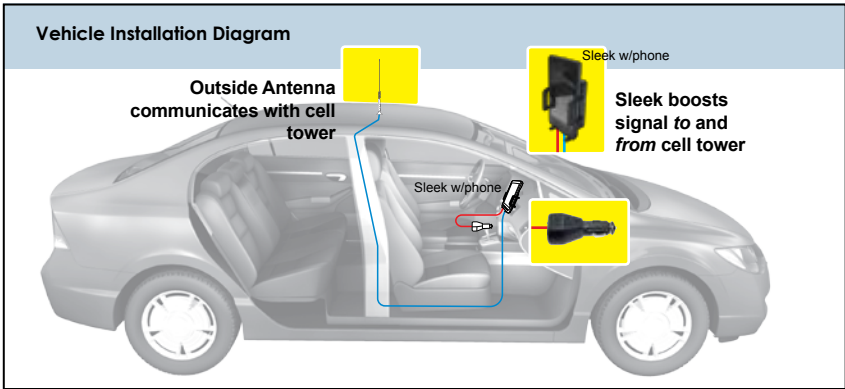 Vehicle Installation Diagram
Sleek w/phone
Outside Antenna
communicates with cell
tower
Sleek boosts
signal to and
from cell tower
Sleek w/phone